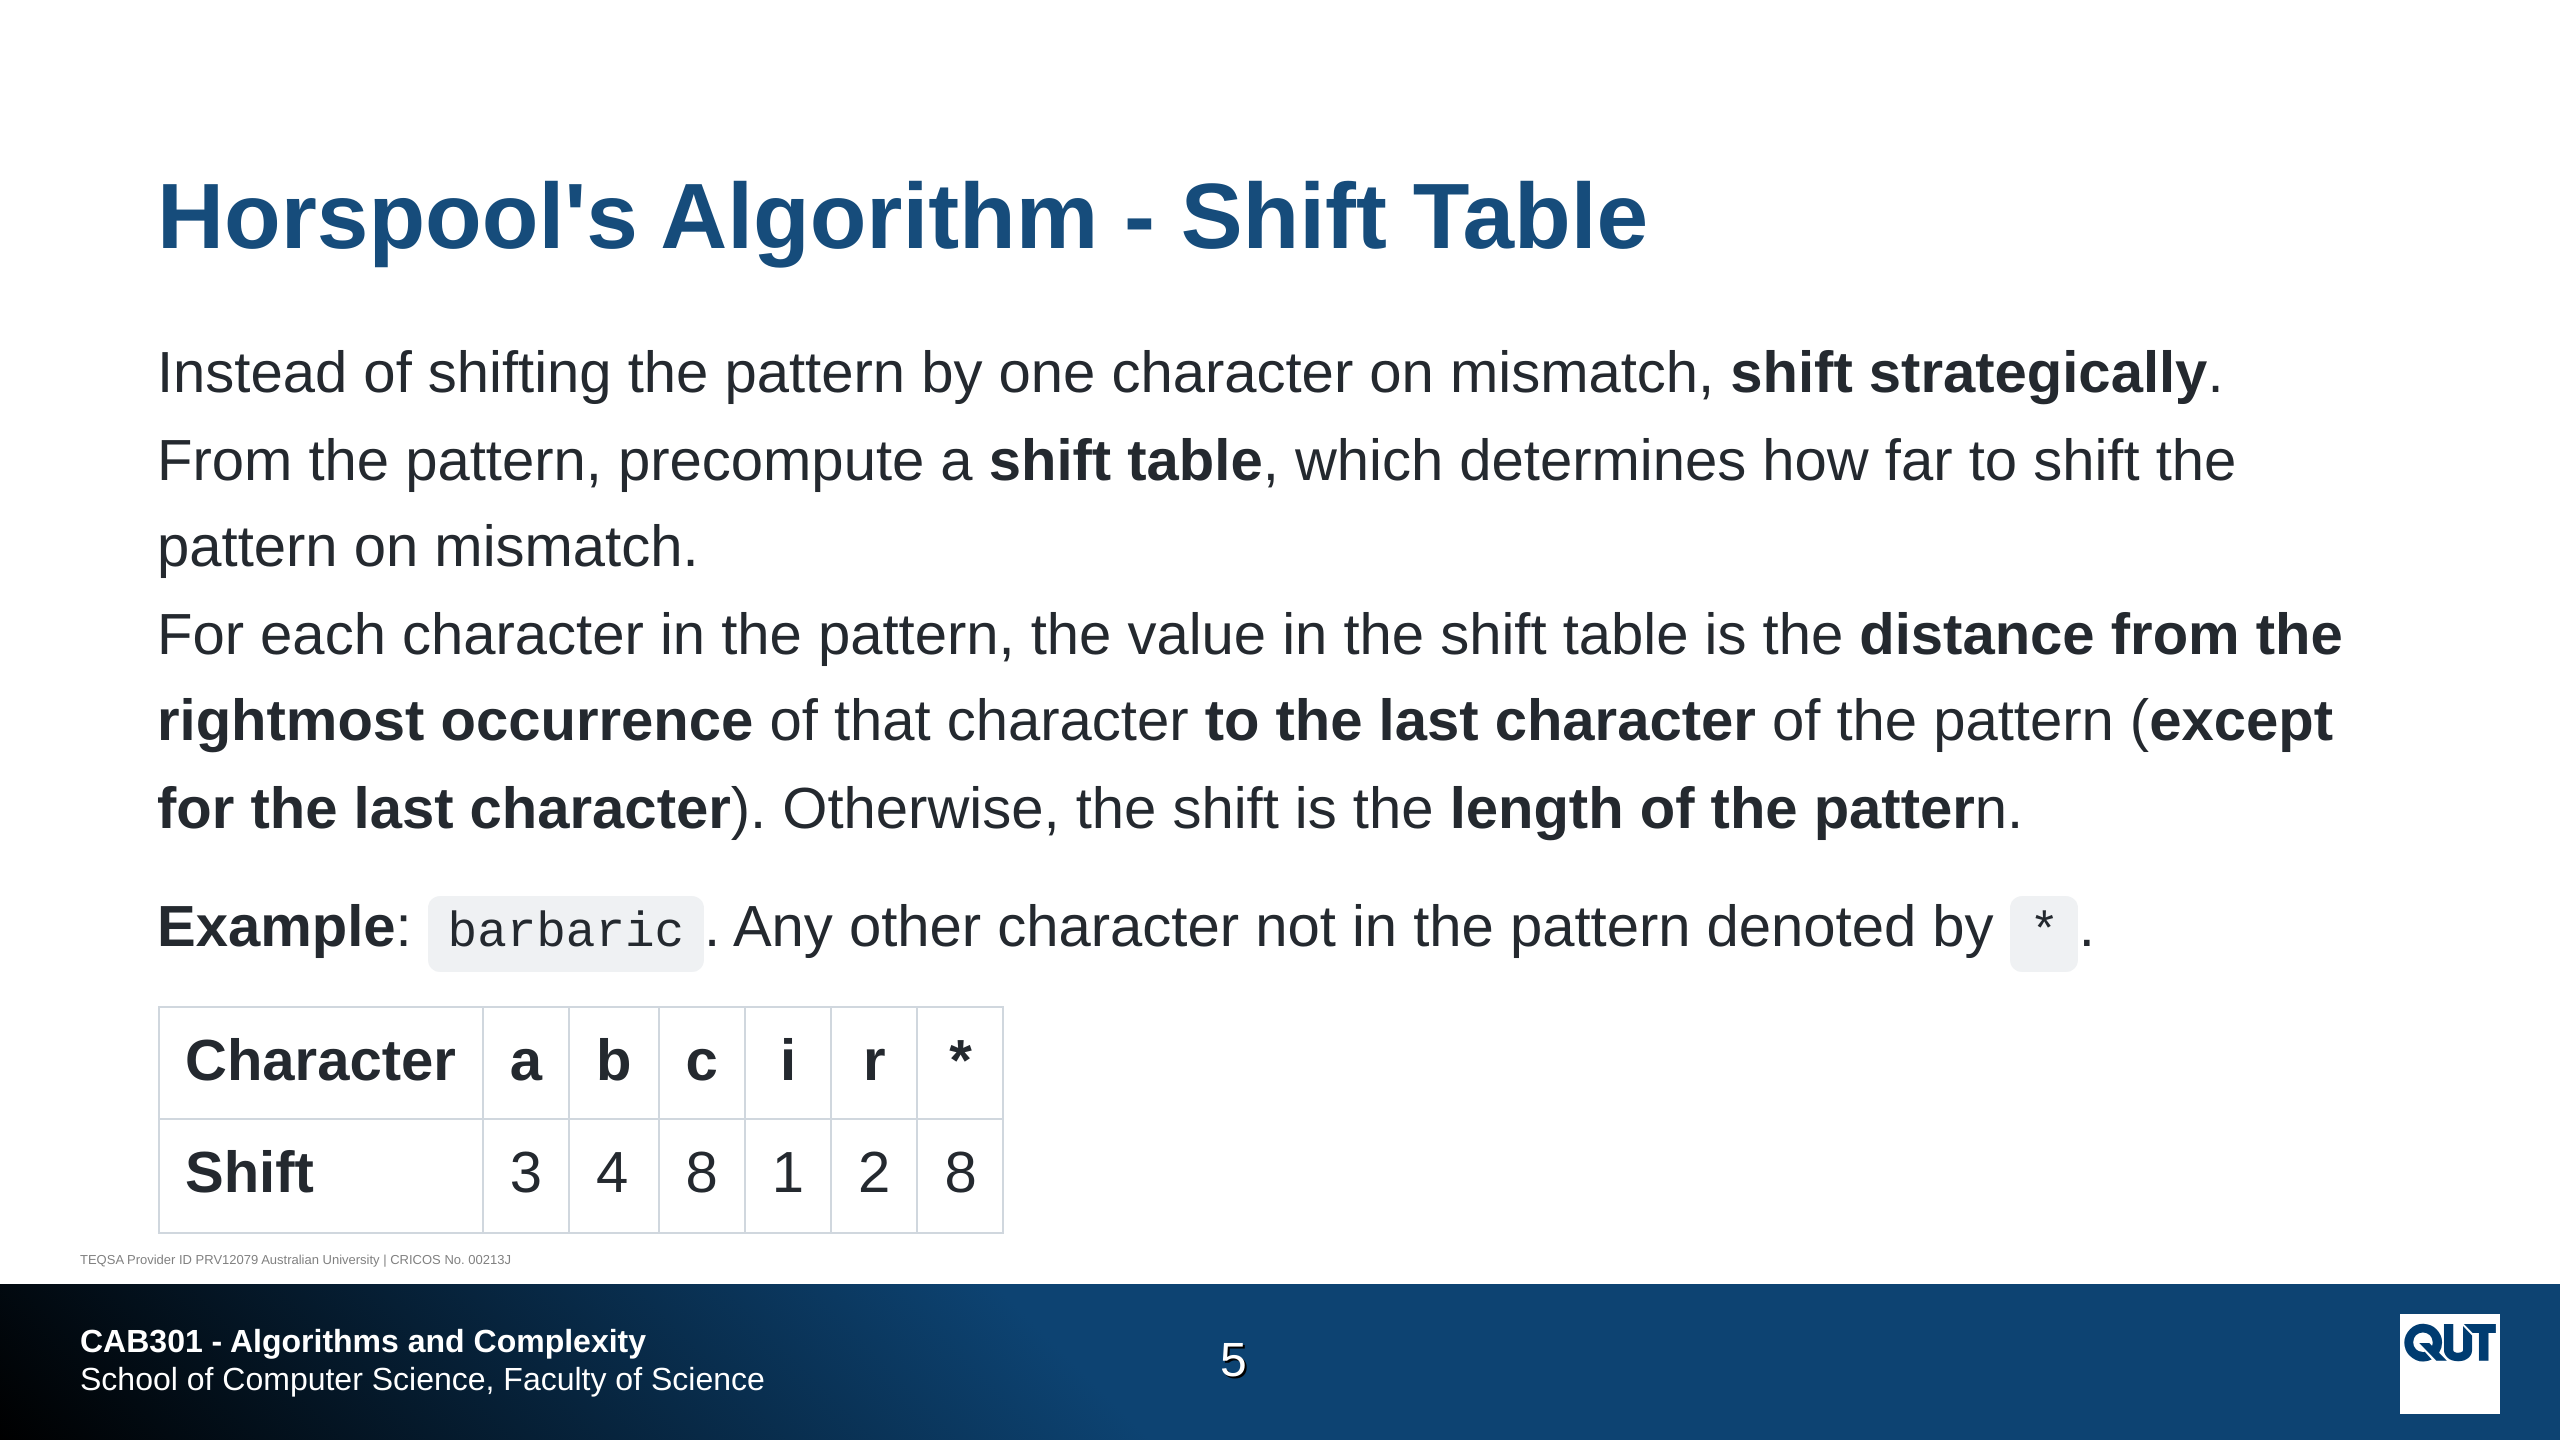 Horspool's Algorithm - Shift Table
Instead of shifting the pattern by one character on mismatch, shift strategically.
From the pattern, precompute a shift table, which determines how far to shift the
pattern on mismatch.
For each character in the pattern, the value in the shift table is the distance from the
rightmost occurrence of that character to the last character of the pattern (except
for the last character). Otherwise, the shift is the length of the pattern.
Example: barbaric. Any other character not in the pattern denoted by *.
Character a b c i r *
Shift 3 4 8 1 2 8
TEQSA Provider ID PRV12079 Australian University | CRICOS No. 00213J
CAB301 - Algorithms and Complexity
School of Computer Science, Faculty of Science
5
QUT